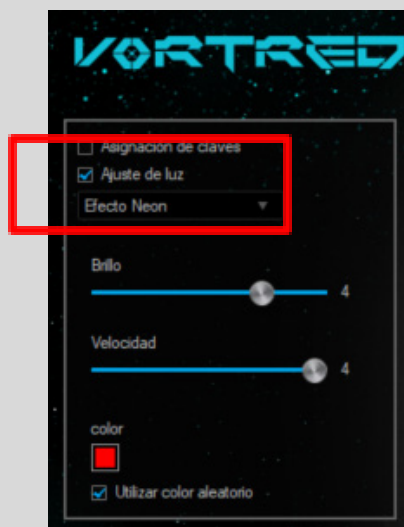 VORTRED
Asignación de claves
Ajuste de luz
Efecto Neon
Brillo
4
Velocidad
4
color
Utilizar color aleatorio